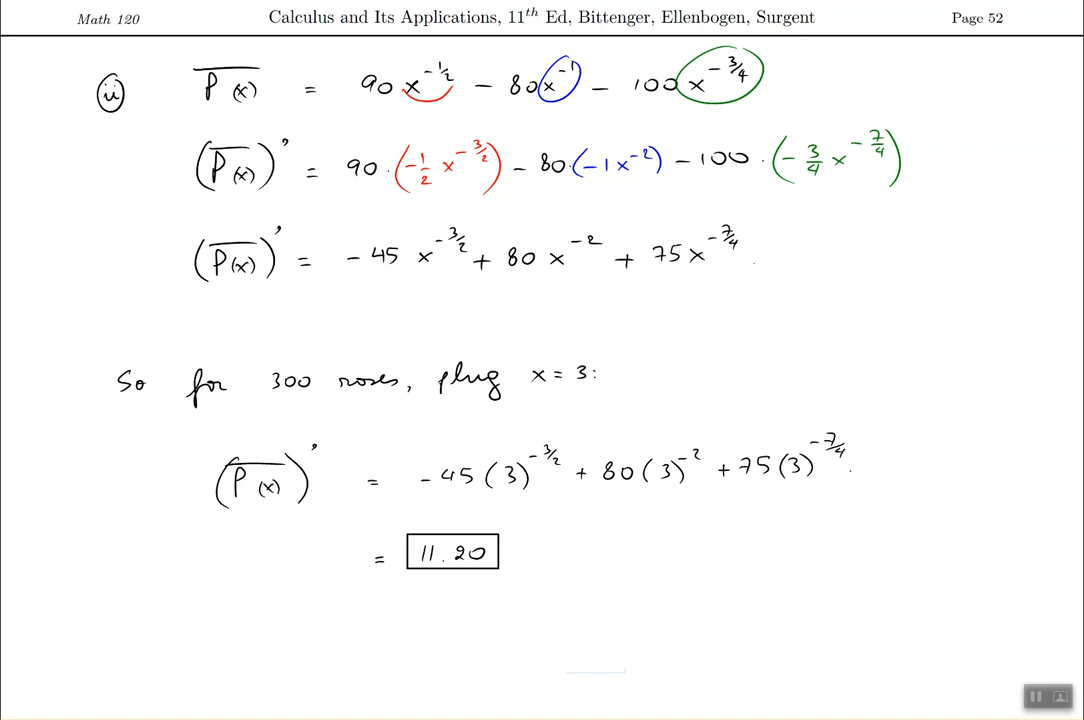 Math 120 Calculus and Its Applications, 11th Ed, Bittenger, Ellenbogen, Surgent Page 52
(ii) P(x) = 90x^{-1/2} - 80x^{-1} - 100x^{-3/4}
(P(x))' = 90·(-1/2 x^{-3/2}) - 80·(-1x^{-2}) - 100·(-3/4 x^{-7/4})
(P(x))' = -45 x^{-3/2} + 80x^{-2} + 75x^{-7/4}.
So for 300 roses, plug x = 3:
(P(x))' = -45(3)^{-3/2} + 80(3)^{-2} + 75(3)^{-7/4}.
= 11.20